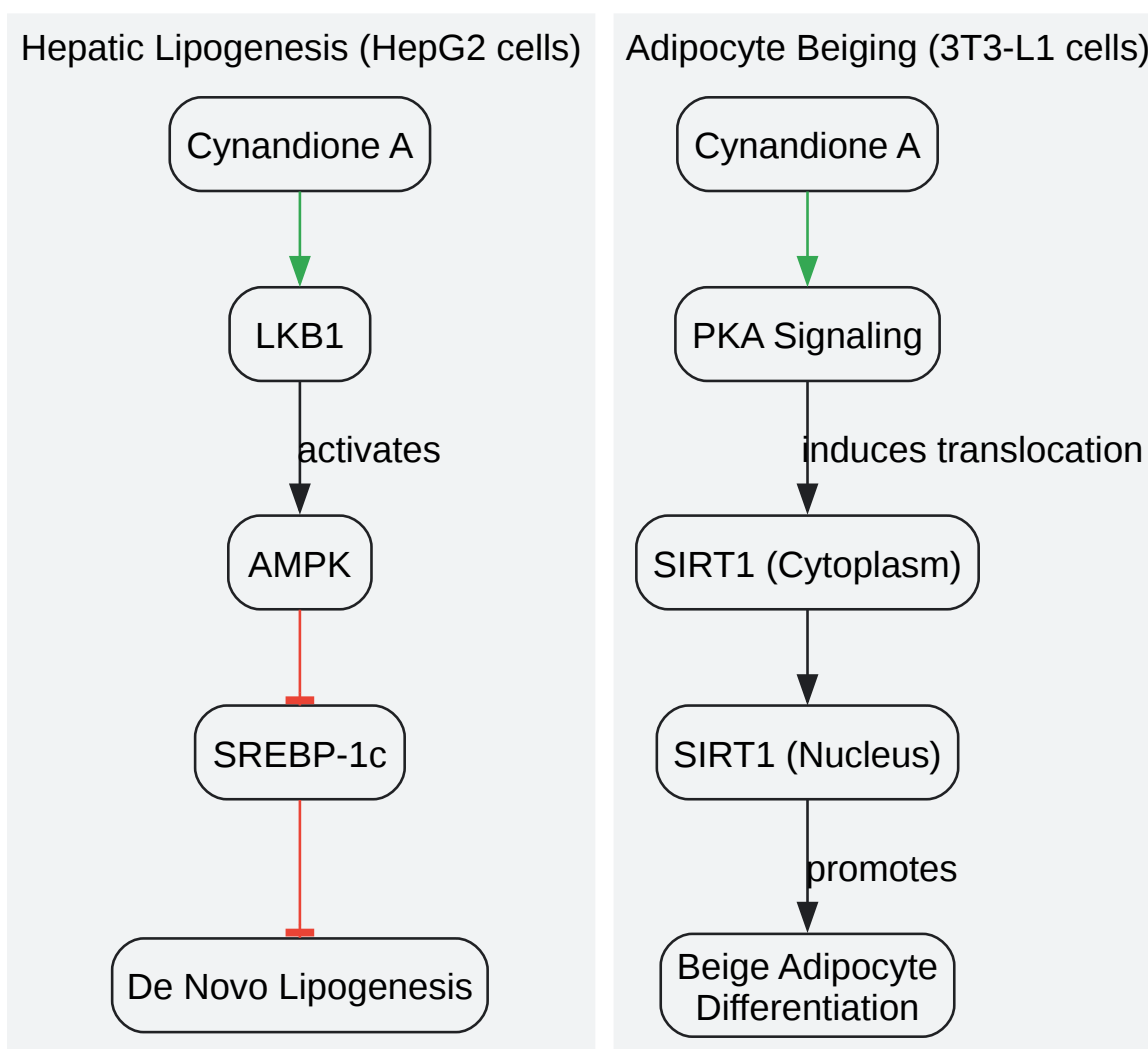 Hepatic Lipogenesis (HepG2 cells)
Cynandione A
LKB1
activates
AMPK
SREBP-1c
De Novo Lipogenesis
Adipocyte Beiging (3T3-L1 cells)
Cynandione A
PKA Signaling
induces translocation
SIRT1 (Cytoplasm)
SIRT1 (Nucleus)
promotes
Beige Adipocyte
Differentiation